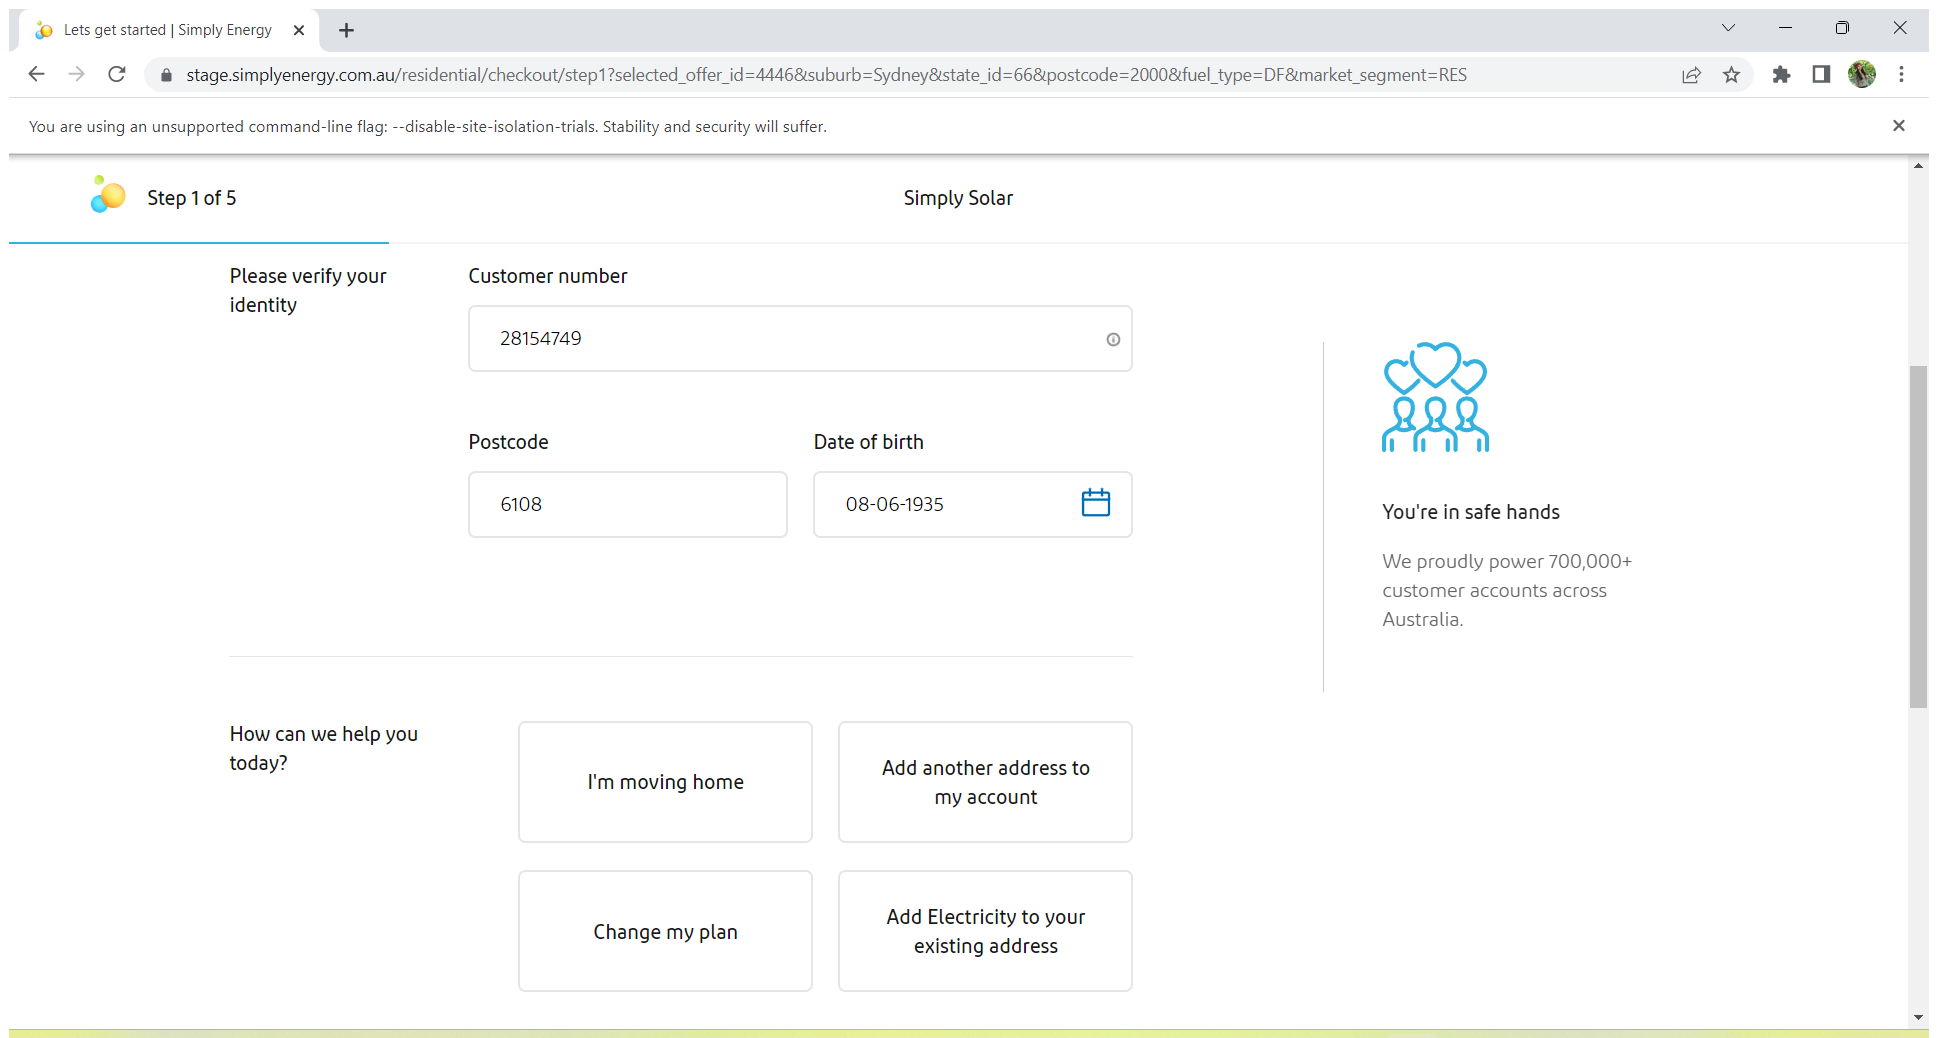 Lets get started | Simply Energy
stage.simplyenergy.com.au/residential/checkout/step1?selected_offer_id=4446&suburb=Sydney&state_id=66&postcode=2000&fuel_type=DF&market_segment=RES
You are using an unsupported command-line flag: --disable-site-isolation-trials. Stability and security will suffer.
Step 1 of 5
Simply Solar
Please verify your
identity
Customer number
28154749
Postcode
Date of birth
6108
08-06-1935
You're in safe hands
We proudly power 700,000+
customer accounts across
Australia.
How can we help you
today?
I'm moving home
Add another address to
my account
Change my plan
Add Electricity to your
existing address